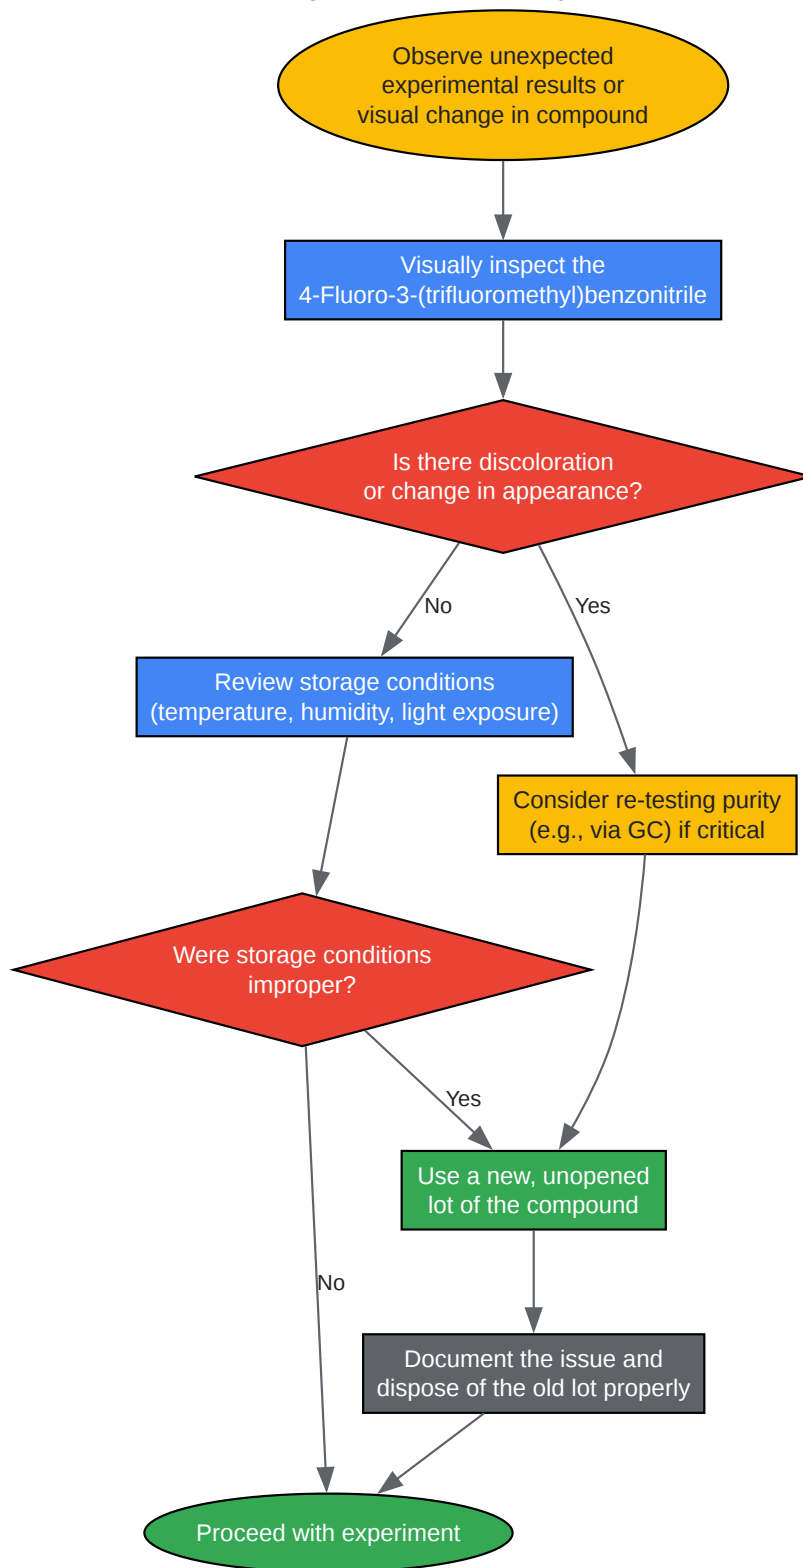 Observe unexpected
experimental results or
visual change in compound
Visually inspect the
4-Fluoro-3-(trifluoromethyl)benzonitrile
Is there discoloration
or change in appearance?
No
Yes
Review storage conditions
(temperature, humidity, light exposure)
Consider re-testing purity
(e.g., via GC) if critical
Were storage conditions
improper?
Yes
Use a new, unopened
lot of the compound
No
Document the issue and
dispose of the old lot properly
Proceed with experiment